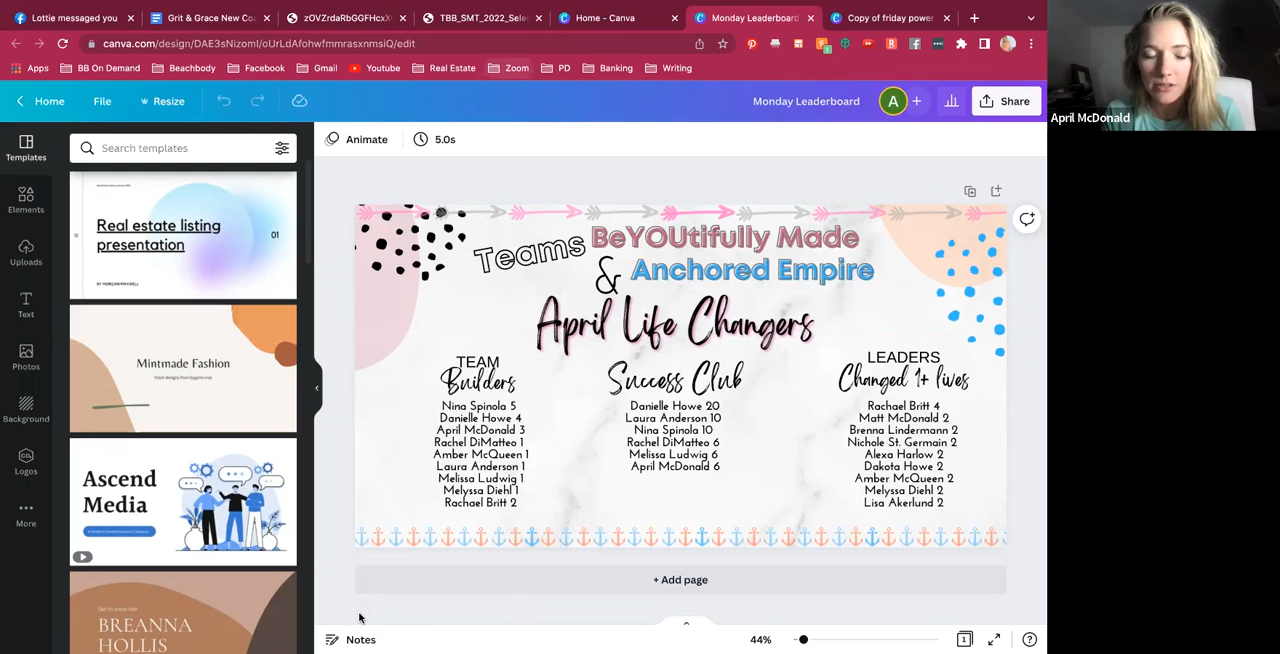 Lottie messaged you
Grit & Grace New Co
zOVZrdaRbGGFHcxX
TBB_SMT_2022_Sele
Home - Canva
Monday Leaderboard
Copy of friday power
canva.com/design/DAE3sNizomI/oUrLdAfohwfmmrasxnmsiQ/edit
Apps
BB On Demand
Beachbody
Facebook
Gmail
Youtube
Real Estate
Zoom
PD
Banking
Writing
Home
File
Resize
Monday Leaderboard
A
Share
April McDonald
Templates
Elements
Uploads
Text
Photos
Background
Logos
More
Search templates
Real estate listing
presentation
01
Mintmade Fashion
Ascend
Media
BREANNA
HOLLIS
Animate
5.0s
Teams BeYOUtifully Made
& Anchored Empire
April Life Changers
TEAM
Builders
Nina Spinola 5
Danielle Howe 4
April McDonald 3
Rachel DiMatteo 1
Amber McQueen 1
Laura Anderson 1
Melissa Ludwig 1
Melyssa Diehl 1
Rachael Britt 2
Success Club
Danielle Howe 20
Laura Anderson 10
Nina Spinola 10
Rachel DiMatteo 6
Melissa Ludwig 6
April McDonald 6
LEADERS
Changed 1+ lives
Rachael Britt 4
Matt McDonald 2
Brenna Lindermann 2
Nichole St. Germain 2
Alexa Harlow 2
Dakota Howe 2
Amber McQueen 2
Melyssa Diehl 2
Lisa Akerlund 2
+ Add page
Notes
44%
1